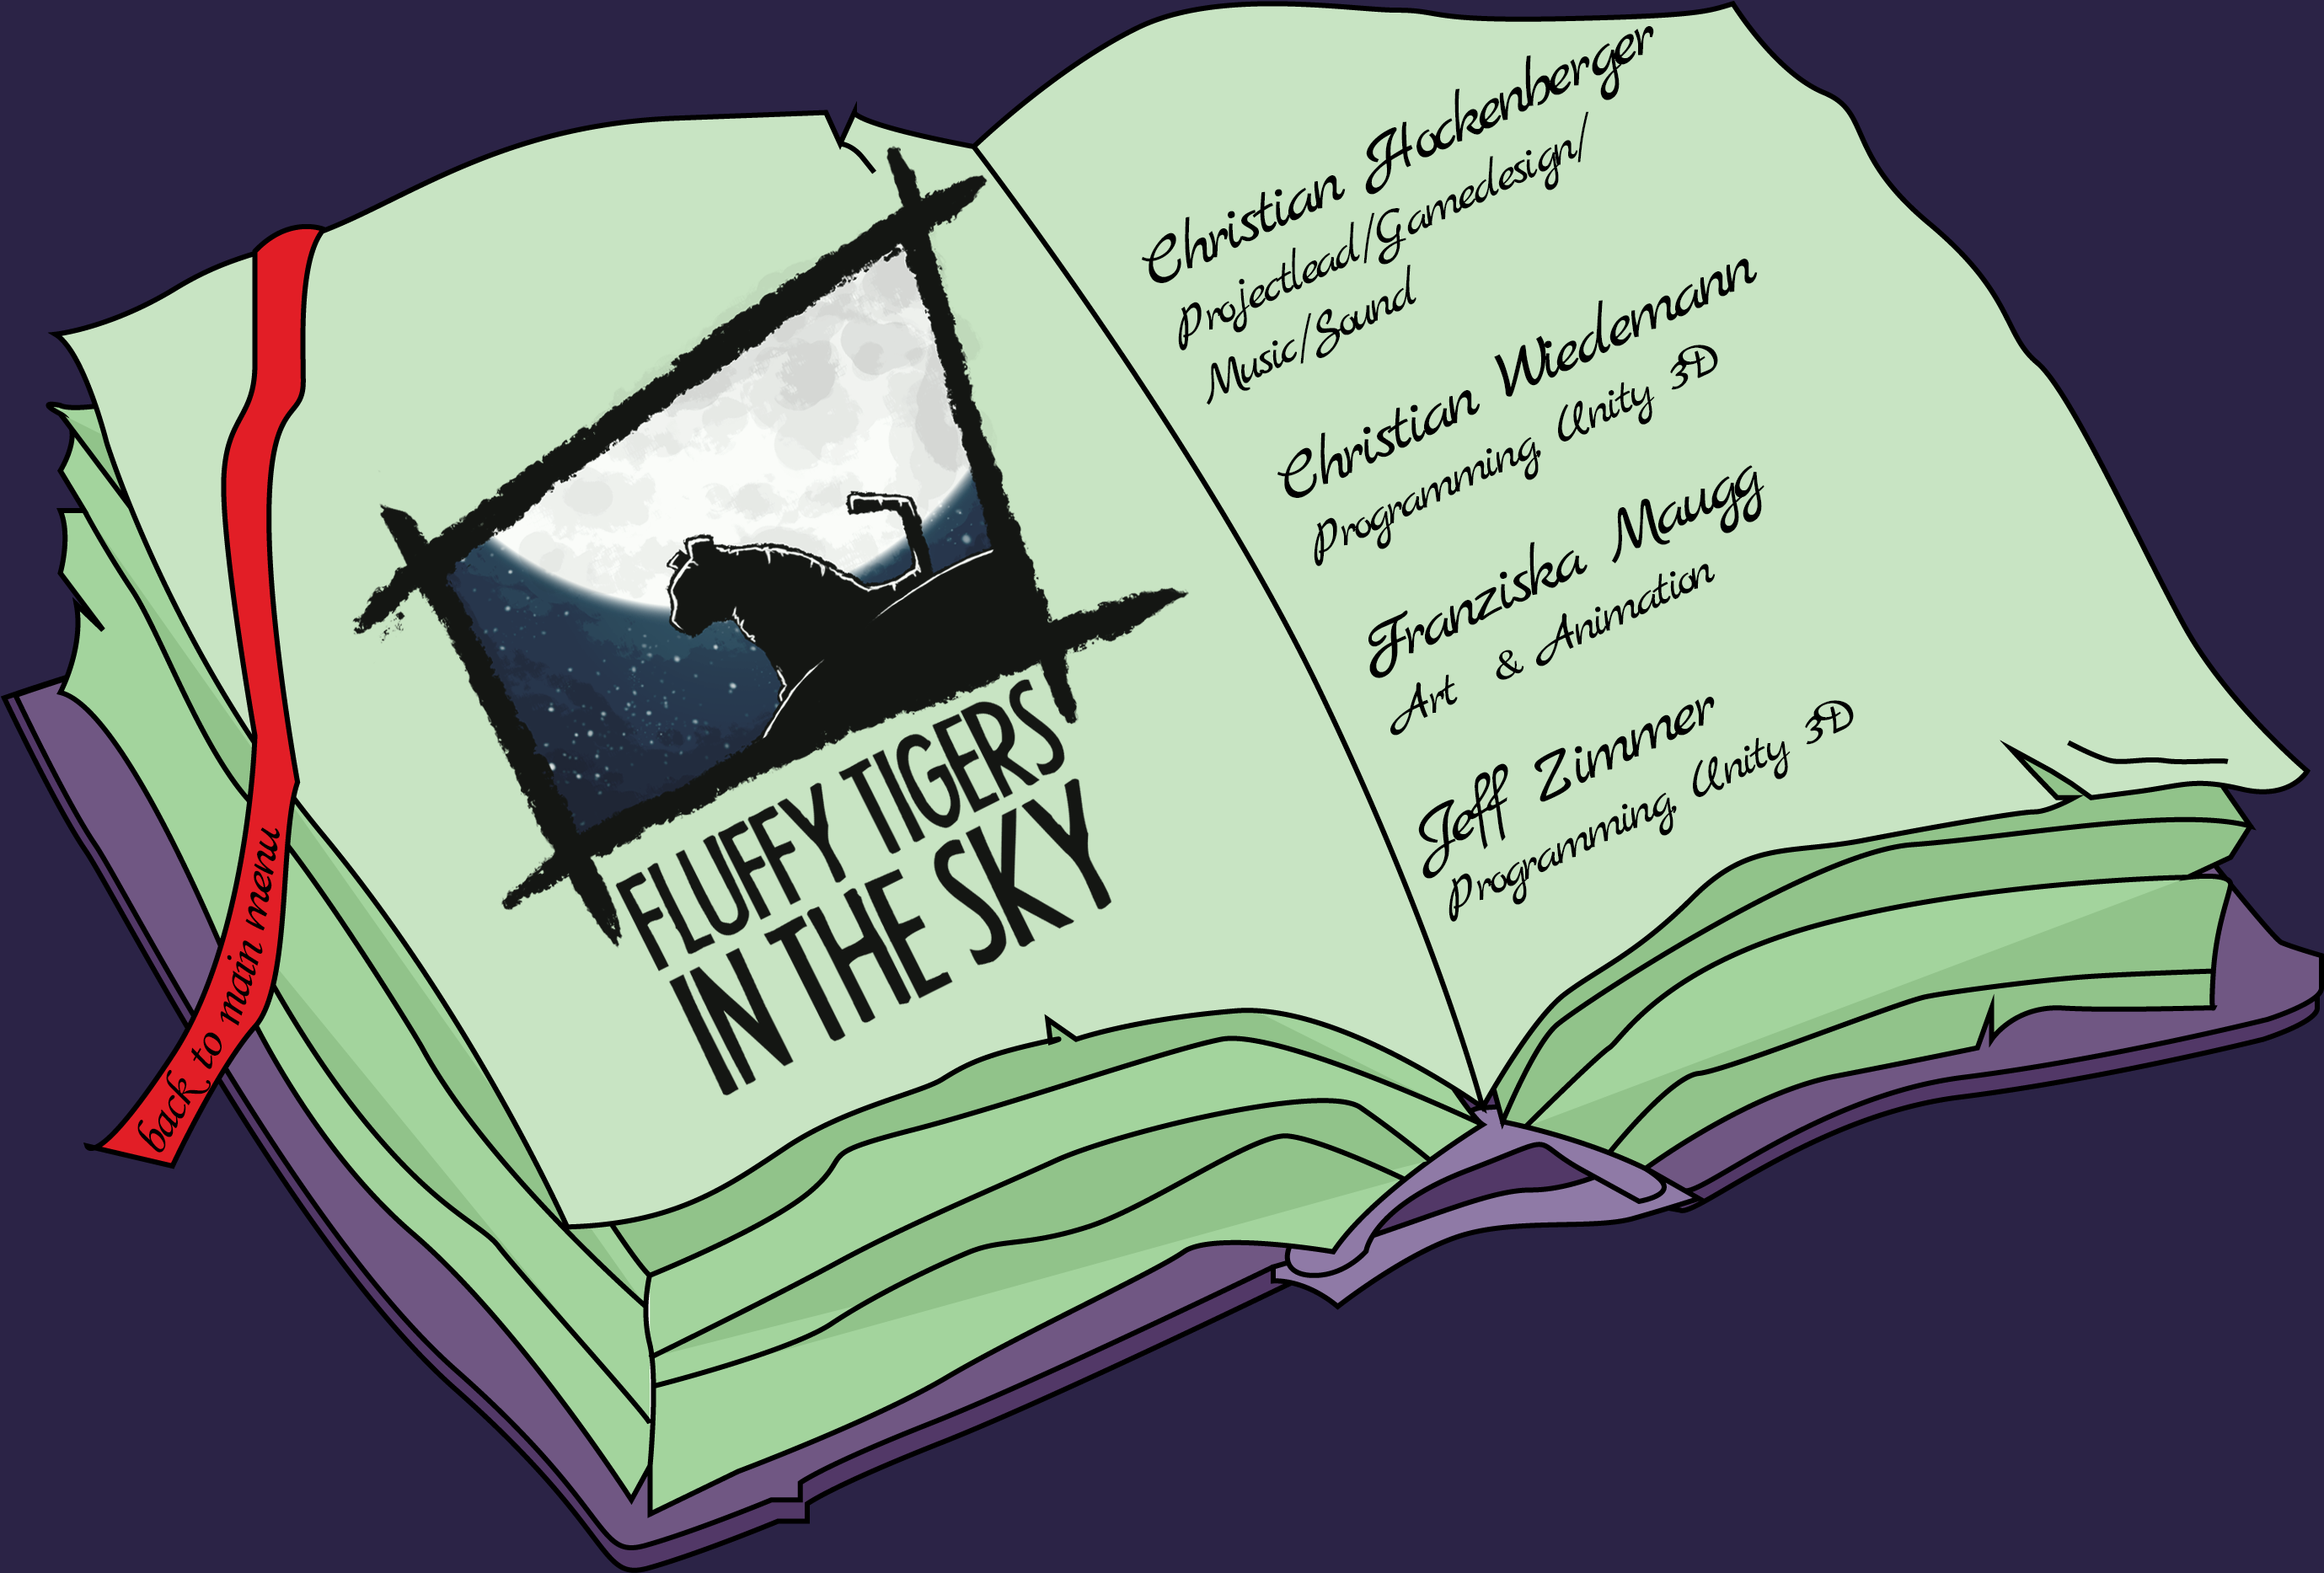 back to main menu
FLUFFY TIGERS
IN THE SKY
Christian Hockenberger
Projectlead/Gamedesign/
Music/Sound
Christian Wiedemann
Programming, Unity 3D
Franziska Maugg
Art & Animation
Jeff Zimmer
Programming, Unity 3D